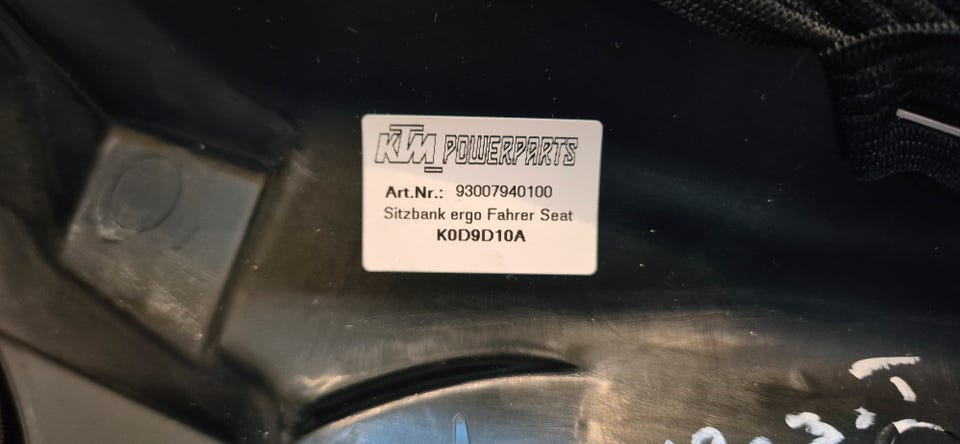 KTM POWERPARTS
Art.Nr.: 93007940100
Sitzbank ergo Fahrer Seat
K0D9D10A